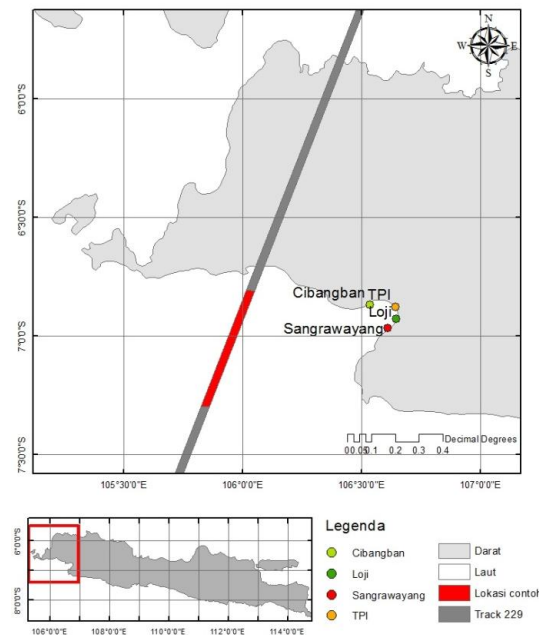 N
W E
S
6°0'0"S
6°30'0"S
7°0'0"S
7°30'0"S
Cibangban TPI
Loji
Sangrawayang
Decimal Degrees
0.1 0.2 0.3 0.4
105°30'0"E 106°0'0"E 106°30'0"E 107°0'0"E
6°0'0"S
8°0'0"S
106°0'0"E 108°0'0"E 110°0'0"E 112°0'0"E 114°0'0"E
Legenda
Cibangban
Loji
Sangrawayang
TPI
Darat
Laut
Lokasi contoh
Track 229